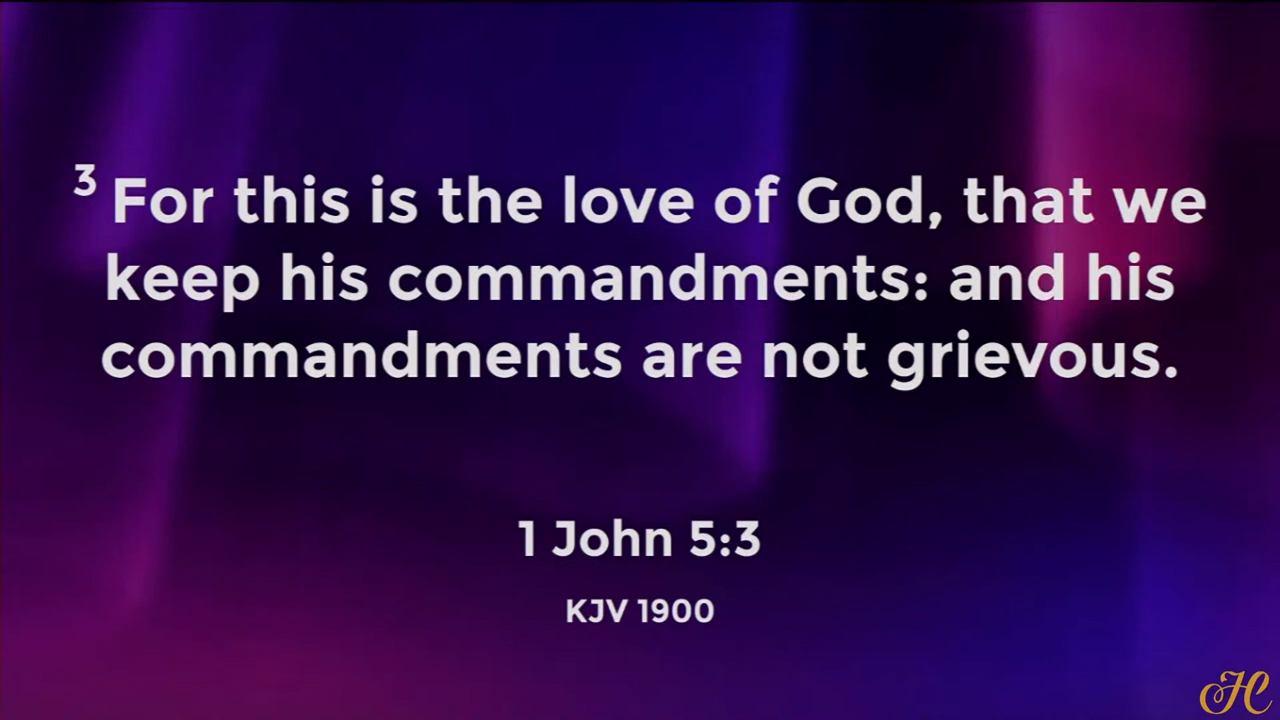 3 For this is the love of God, that we
keep his commandments: and his
commandments are not grievous.
1 John 5:3
KJV 1900
HC